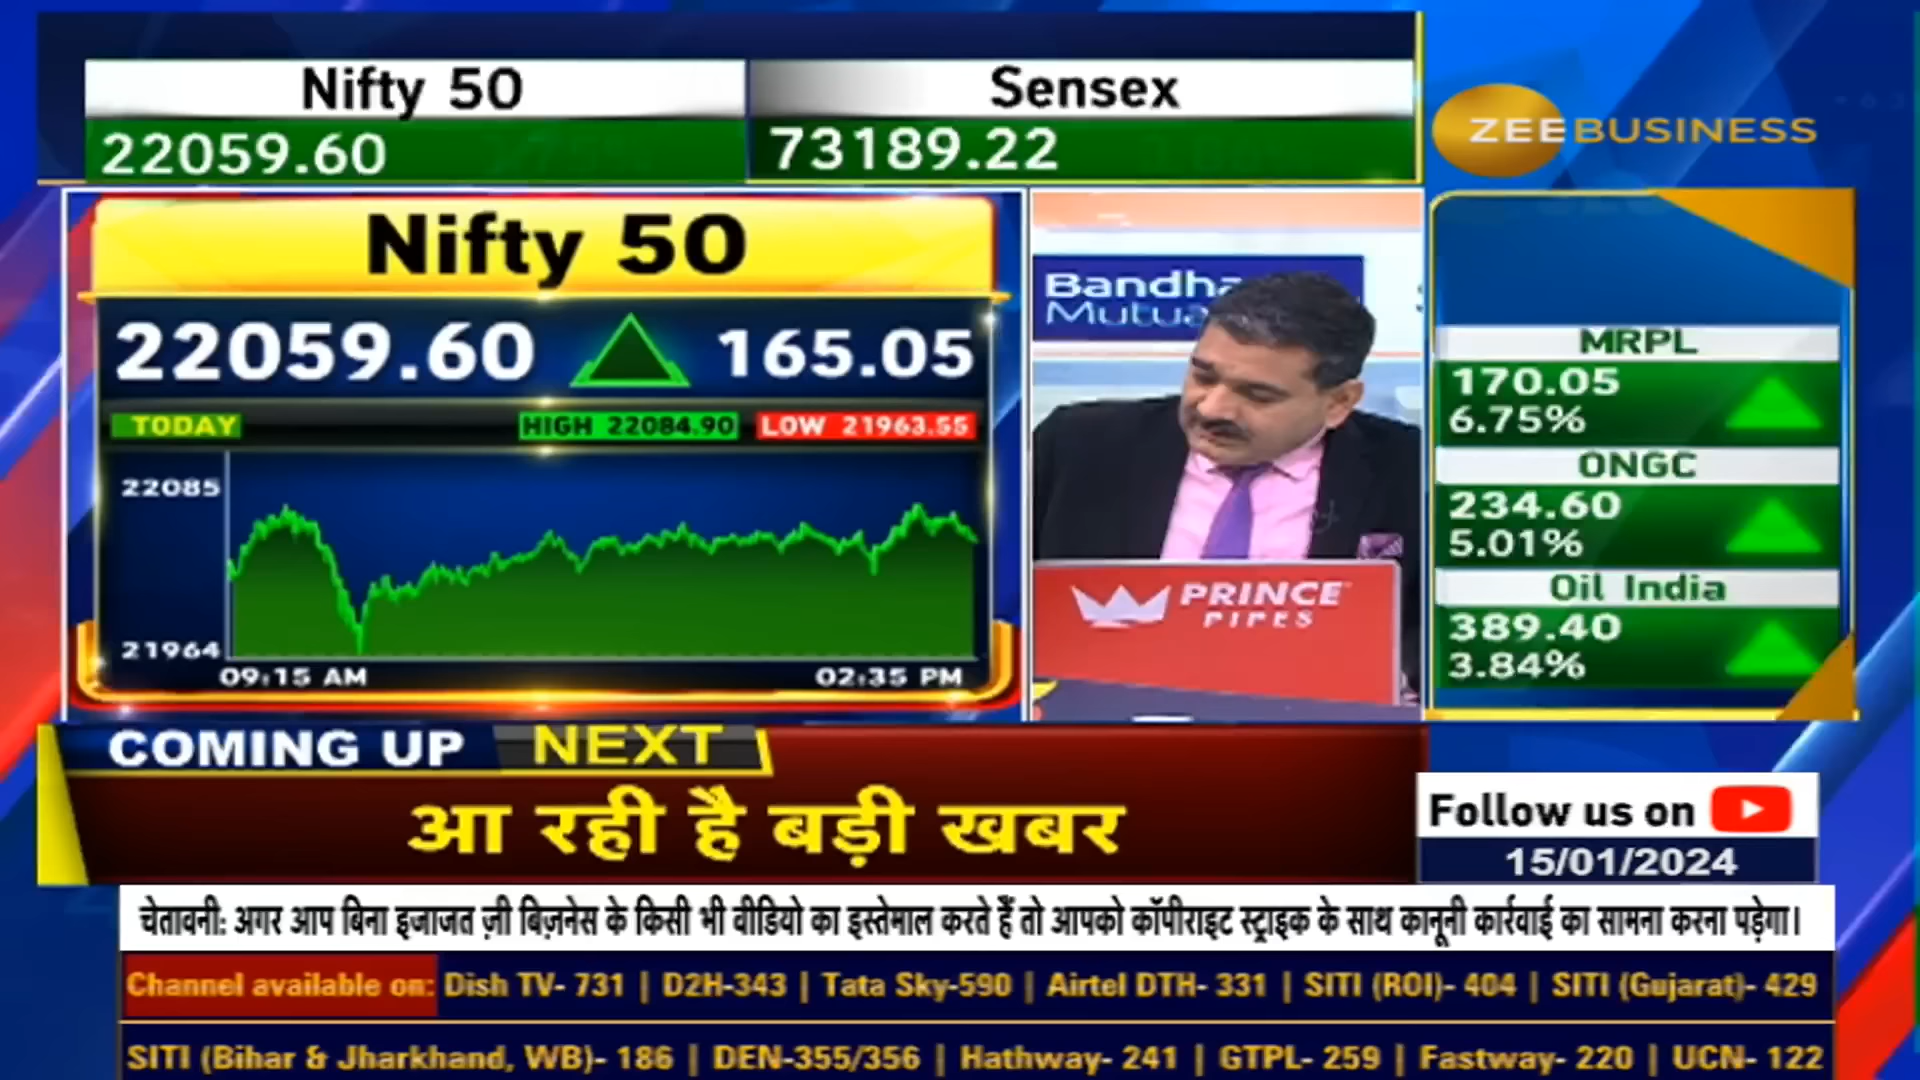 Nifty 50
Sensex
22059.60
73189.22
ZEEBUSINESS
Nifty 50
22059.60 165.05
TODAY HIGH 22084.90 LOW 21963.55
22085
21964
09:15 AM 02:35 PM
Mutua
PRINCE
PIPES
MRPL
170.05
6.75%
ONGC
234.60
5.01%
Oil India
389.40
3.84%
COMING UP NEXT
आ रही है बड़ी खबर
Follow us on
15/01/2024
चेतावनी: अगर आप बिना इजाजत ज़ी बिज़नेस के किसी भी वीडियो का इस्तेमाल करते हैं तो आपको कॉपीराइट स्ट्राइक के साथ कानूनी कार्रवाई का सामना करना पड़ेगा।
Channel available on: Dish TV- 731 | D2H-343 | Tata Sky-590 | Airtel DTH- 331 | SITI (ROI)- 404 | SITI (Gujarat)- 429
SITI (Bihar & Jharkhand, WB)- 186 | DEN-355/356 | Hathway- 241 | GTPL- 259 | Fastway- 220 | UCN- 122